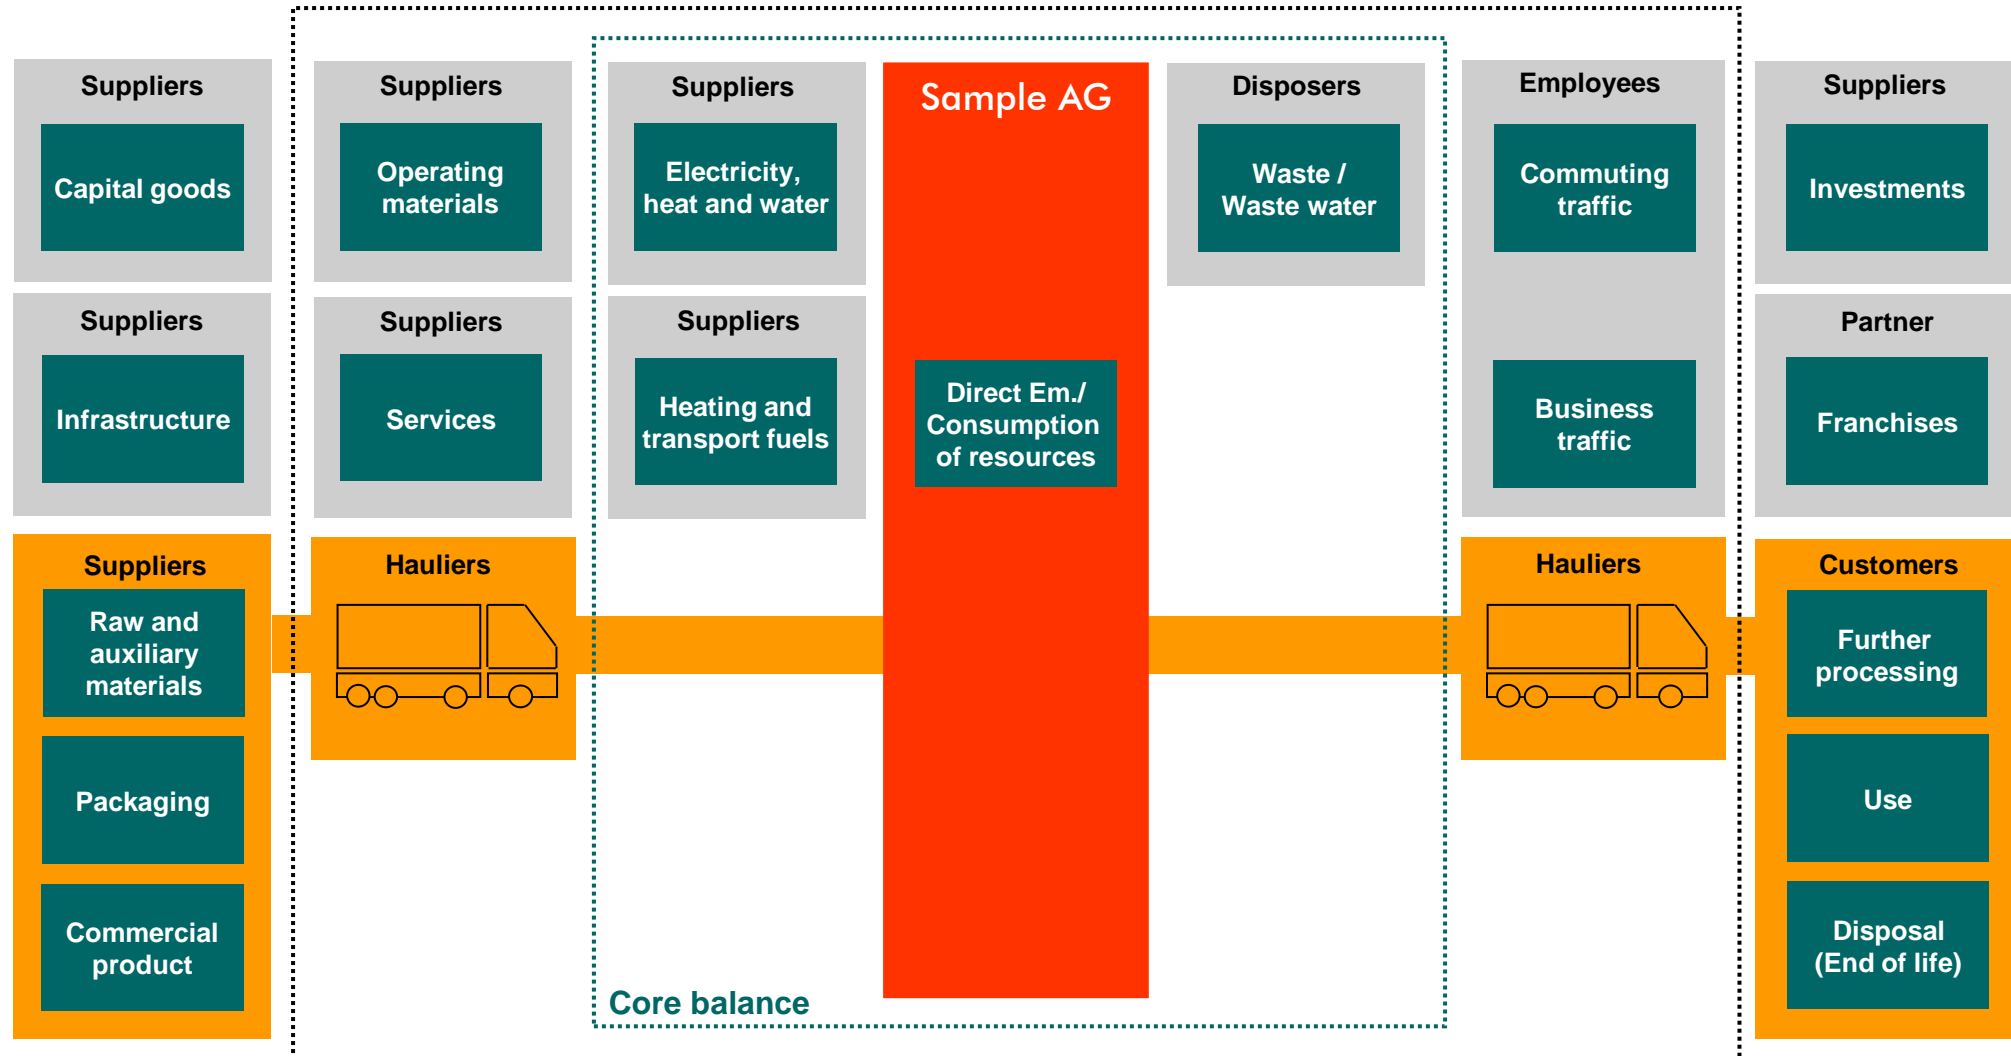 Suppliers
Capital goods
Suppliers
Operating
materials
Suppliers
Electricity,
heat and water
Sample AG
Disposers
Waste /
Waste water
Employees
Commuting
traffic
Suppliers
Investments
Suppliers
Infrastructure
Suppliers
Services
Suppliers
Heating and
transport fuels
Direct Em./
Consumption
of resources
Business
traffic
Partner
Franchises
Suppliers
Raw and
auxiliary
materials
Packaging
Commercial
product
Hauliers
Hauliers
Customers
Further
processing
Use
Disposal
(End of life)
Core balance